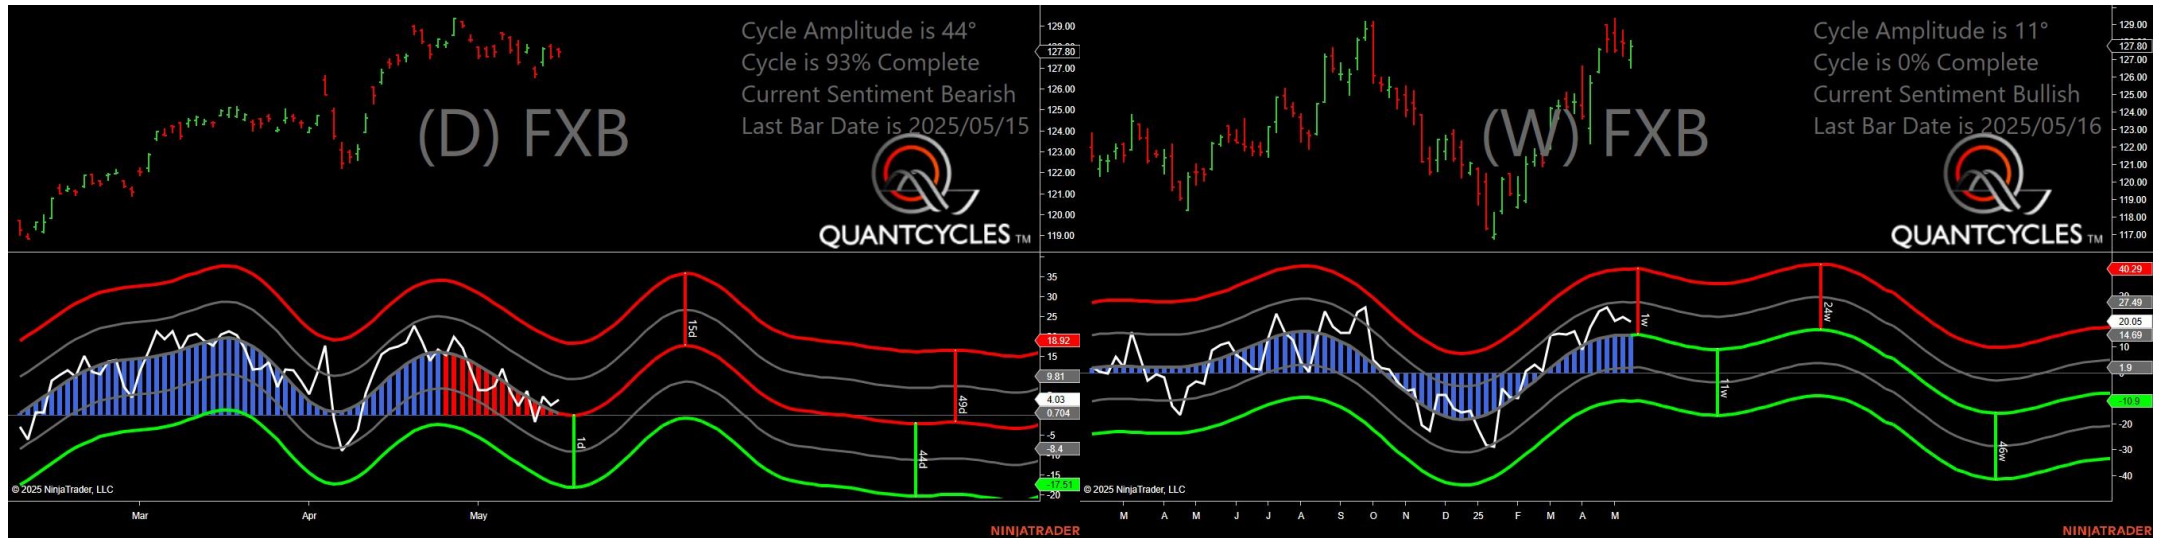 Cycle Amplitude is 44°
Cycle is 93% Complete
Current Sentiment Bearish
Last Bar Date is 2025/05/15
(D) FXB
QUANTCYCLES TM
129.00
127.80
127.00
126.00
125.00
124.00
123.00
122.00
121.00
120.00
119.00
35
30
25
18.92
15
9.81
4.03
0.704
-5
-8.4
-15
-17.51
-20
15d
1d
44d
49d
© 2025 NinjaTrader, LLC
Mar
Apr
May
NINJATRADER
Cycle Amplitude is 11°
Cycle is 0% Complete
Current Sentiment Bullish
Last Bar Date is 2025/05/16
(W) FXB
QUANTCYCLES TM
129.00
127.80
127.00
126.00
125.00
124.00
123.00
122.00
121.00
120.00
119.00
118.00
117.00
40.29
27.49
20.05
14.69
10
1.9
-10.9
-20
-30
-40
1w
11w
24w
46w
© 2025 NinjaTrader, LLC
M
A
M
J
J
A
S
O
N
D
25
F
M
A
M
NINJATRADER